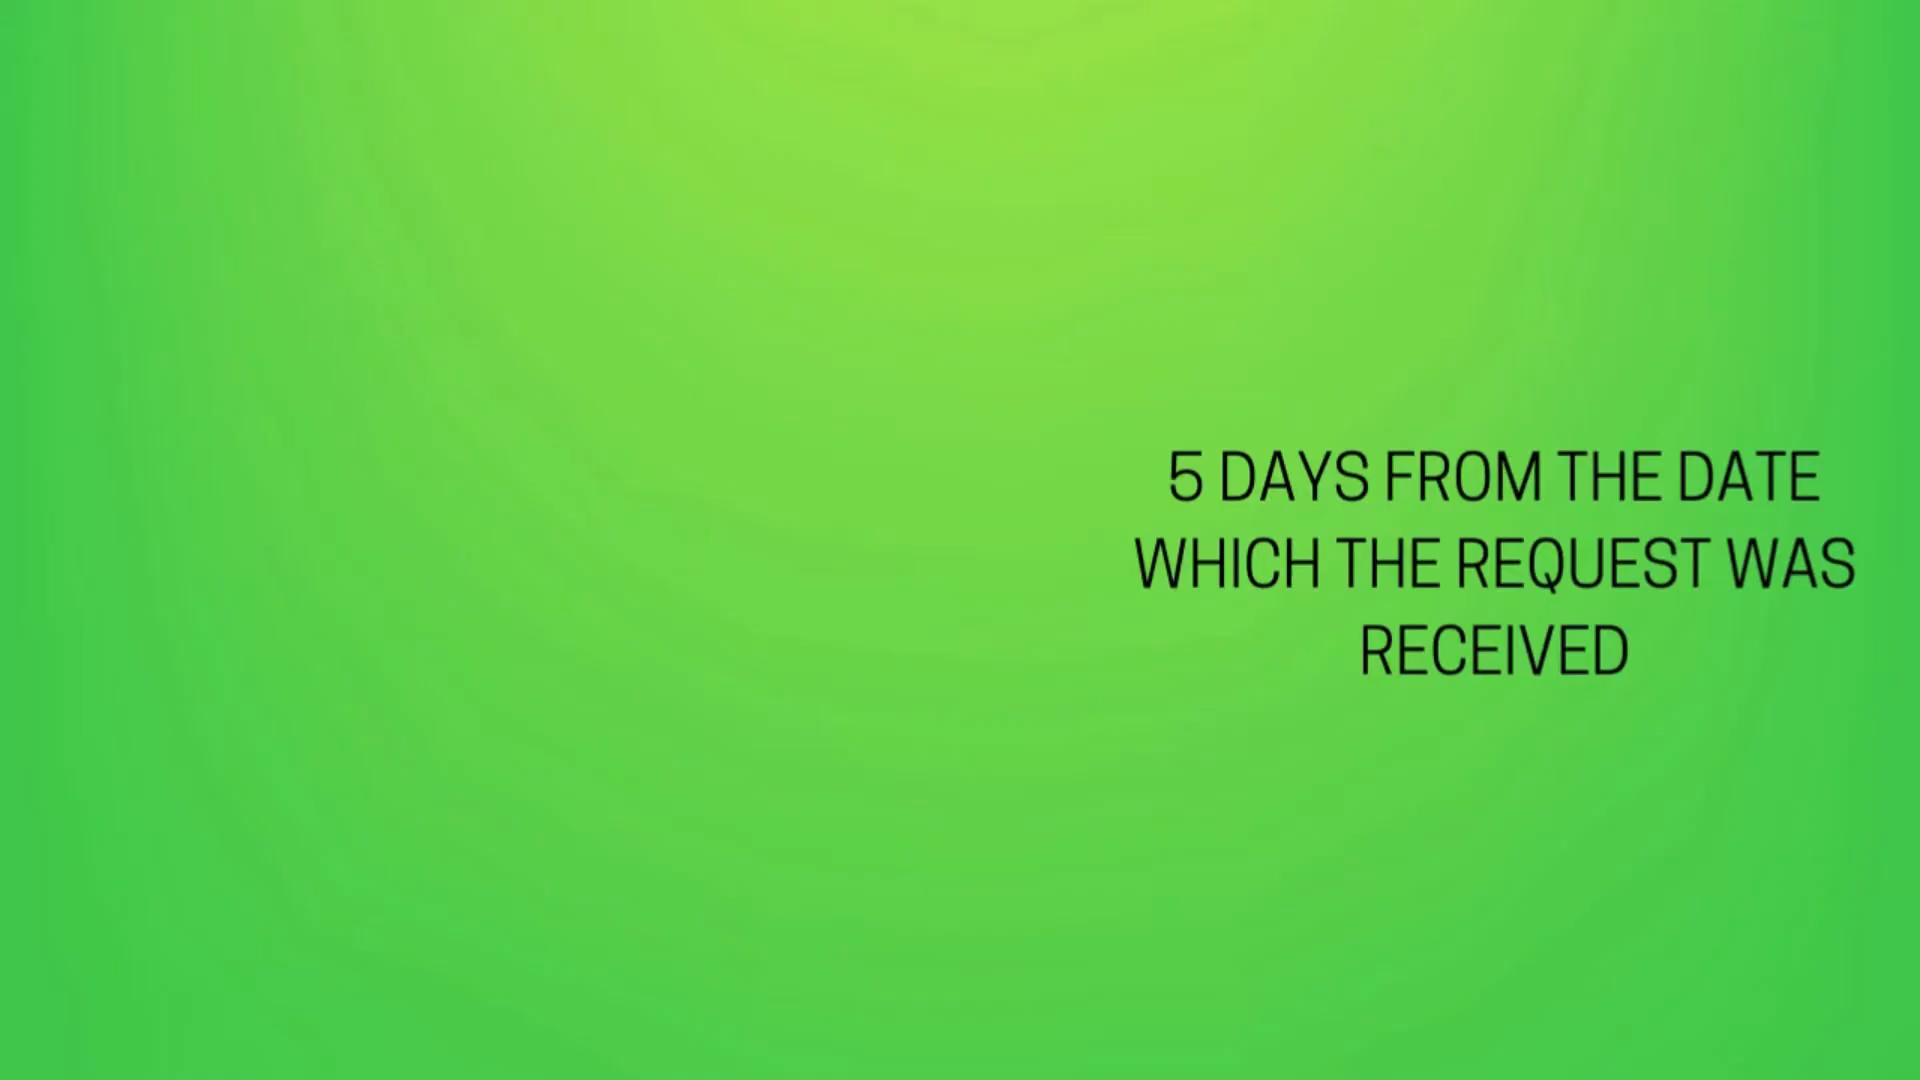 5 DAYS FROM THE DATE
WHICH THE REQUEST WAS
RECEIVED